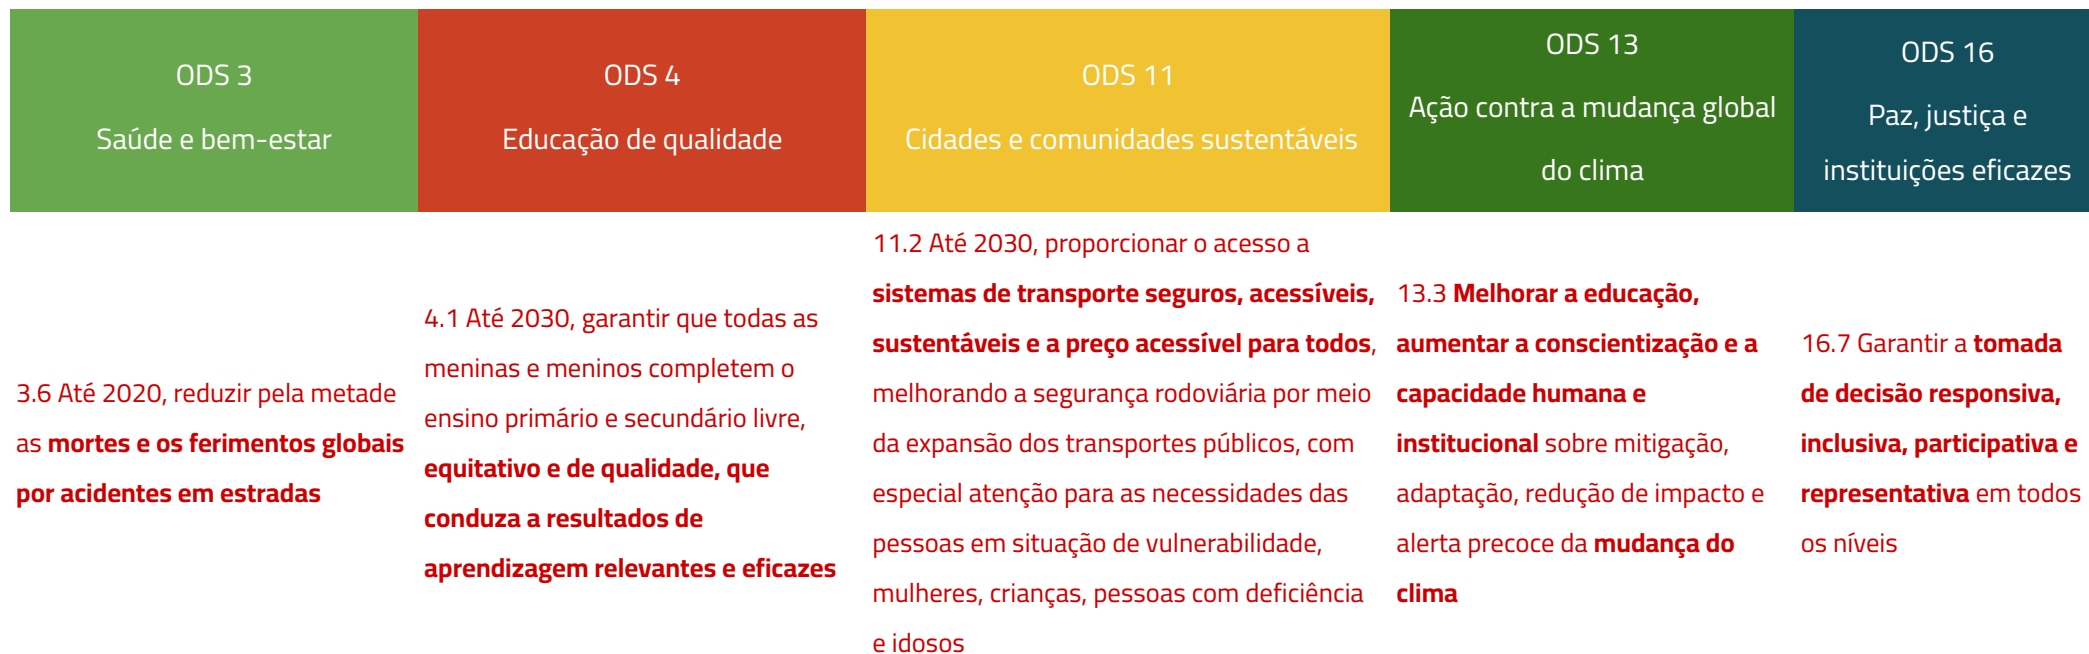 ODS 3
Saúde e bem-estar
ODS 4
Educação de qualidade
ODS 11
Cidades e comunidades sustentáveis
ODS 13
Ação contra a mudança global
do clima
ODS 16
Paz, justiça e
instituições eficazes
3.6 Até 2020, reduzir pela metade
as mortes e os ferimentos globais
por acidentes em estradas
4.1 Até 2030, garantir que todas as
meninas e meninos completem o
ensino primário e secundário livre,
equitativo e de qualidade, que
conduza a resultados de
aprendizagem relevantes e eficazes
11.2 Até 2030, proporcionar o acesso a
sistemas de transporte seguros, acessíveis,
sustentáveis e a preço acessível para todos,
melhorando a segurança rodoviária por meio
da expansão dos transportes públicos, com
especial atenção para as necessidades das
pessoas em situação de vulnerabilidade,
mulheres, crianças, pessoas com deficiência
e idosos
13.3 Melhorar a educação,
aumentar a conscientização e a
capacidade humana e
institucional sobre mitigação,
adaptação, redução de impacto e
alerta precoce da mudança do
clima
16.7 Garantir a tomada
de decisão responsiva,
inclusiva, participativa e
representativa em todos
os níveis